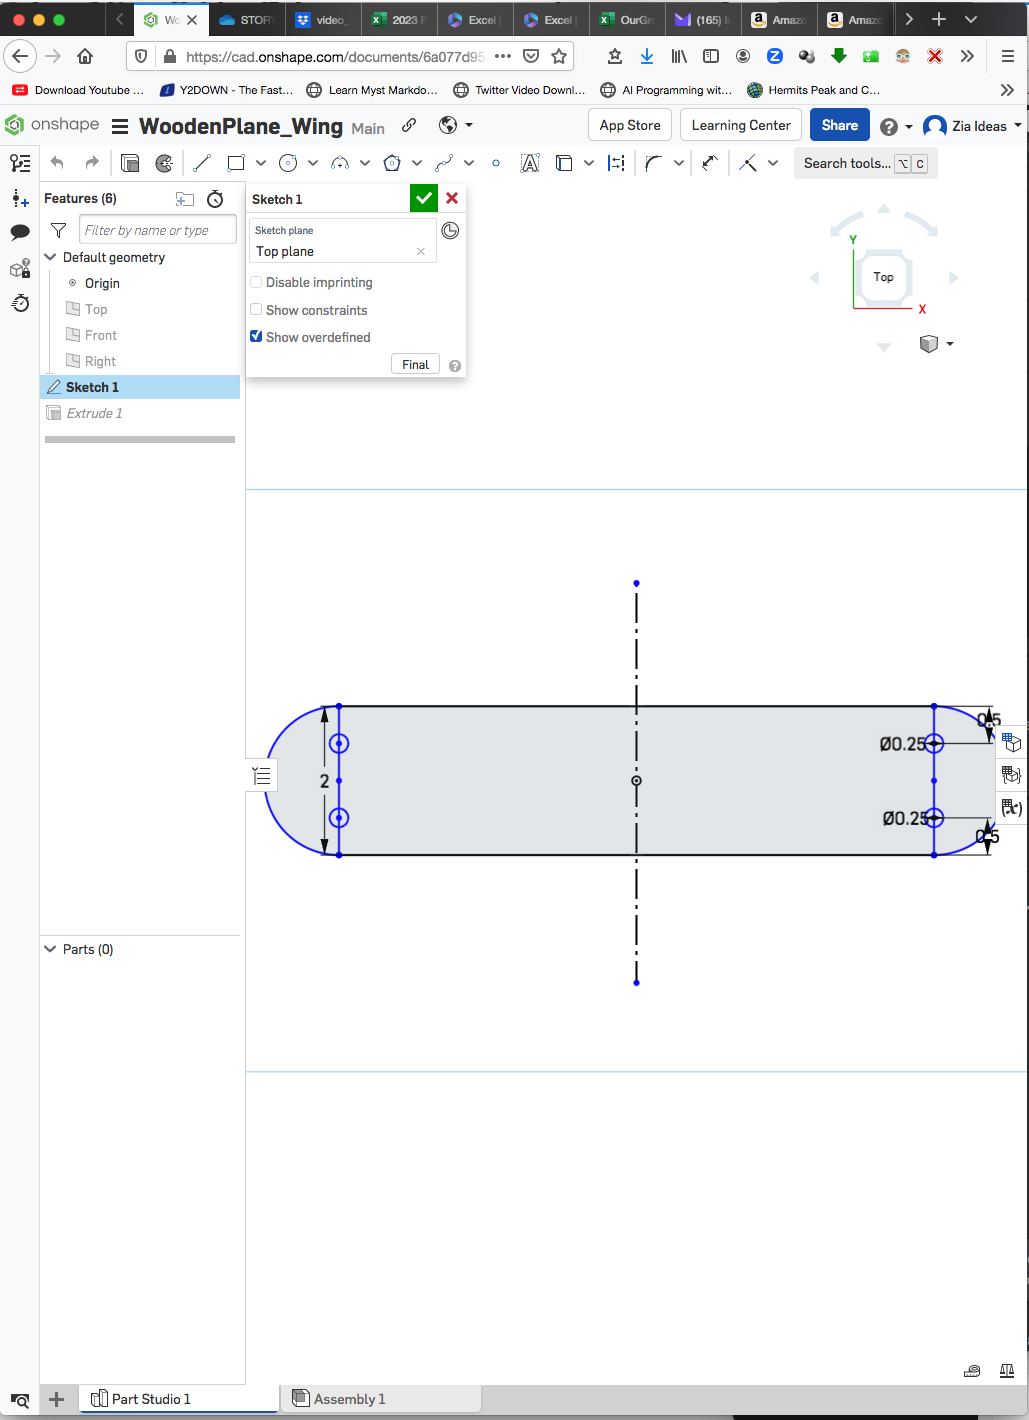 Wo
STOR
video_
2023 F
Excel
Excel
OurGr
(165) I
Amazo
Amazo
https://cad.onshape.com/documents/6a077d95
Download Youtube ...
Y2DOWN - The Fast...
Learn Myst Markdo...
Twitter Video Downl...
AI Programming wit...
Hermits Peak and C...
onshape
WoodenPlane_Wing Main
App Store
Learning Center
Share
Zia Ideas
Search tools...
C
Features (6)
Filter by name or type
Default geometry
Origin
Top
Front
Right
Sketch 1
Extrude 1
Sketch 1
Sketch plane
Top plane
Disable imprinting
Show constraints
Show overdefined
Final
Y
Top
X
2
Ø0.25
0.5
Ø0.25
0.5
Parts (0)
Part Studio 1
Assembly 1